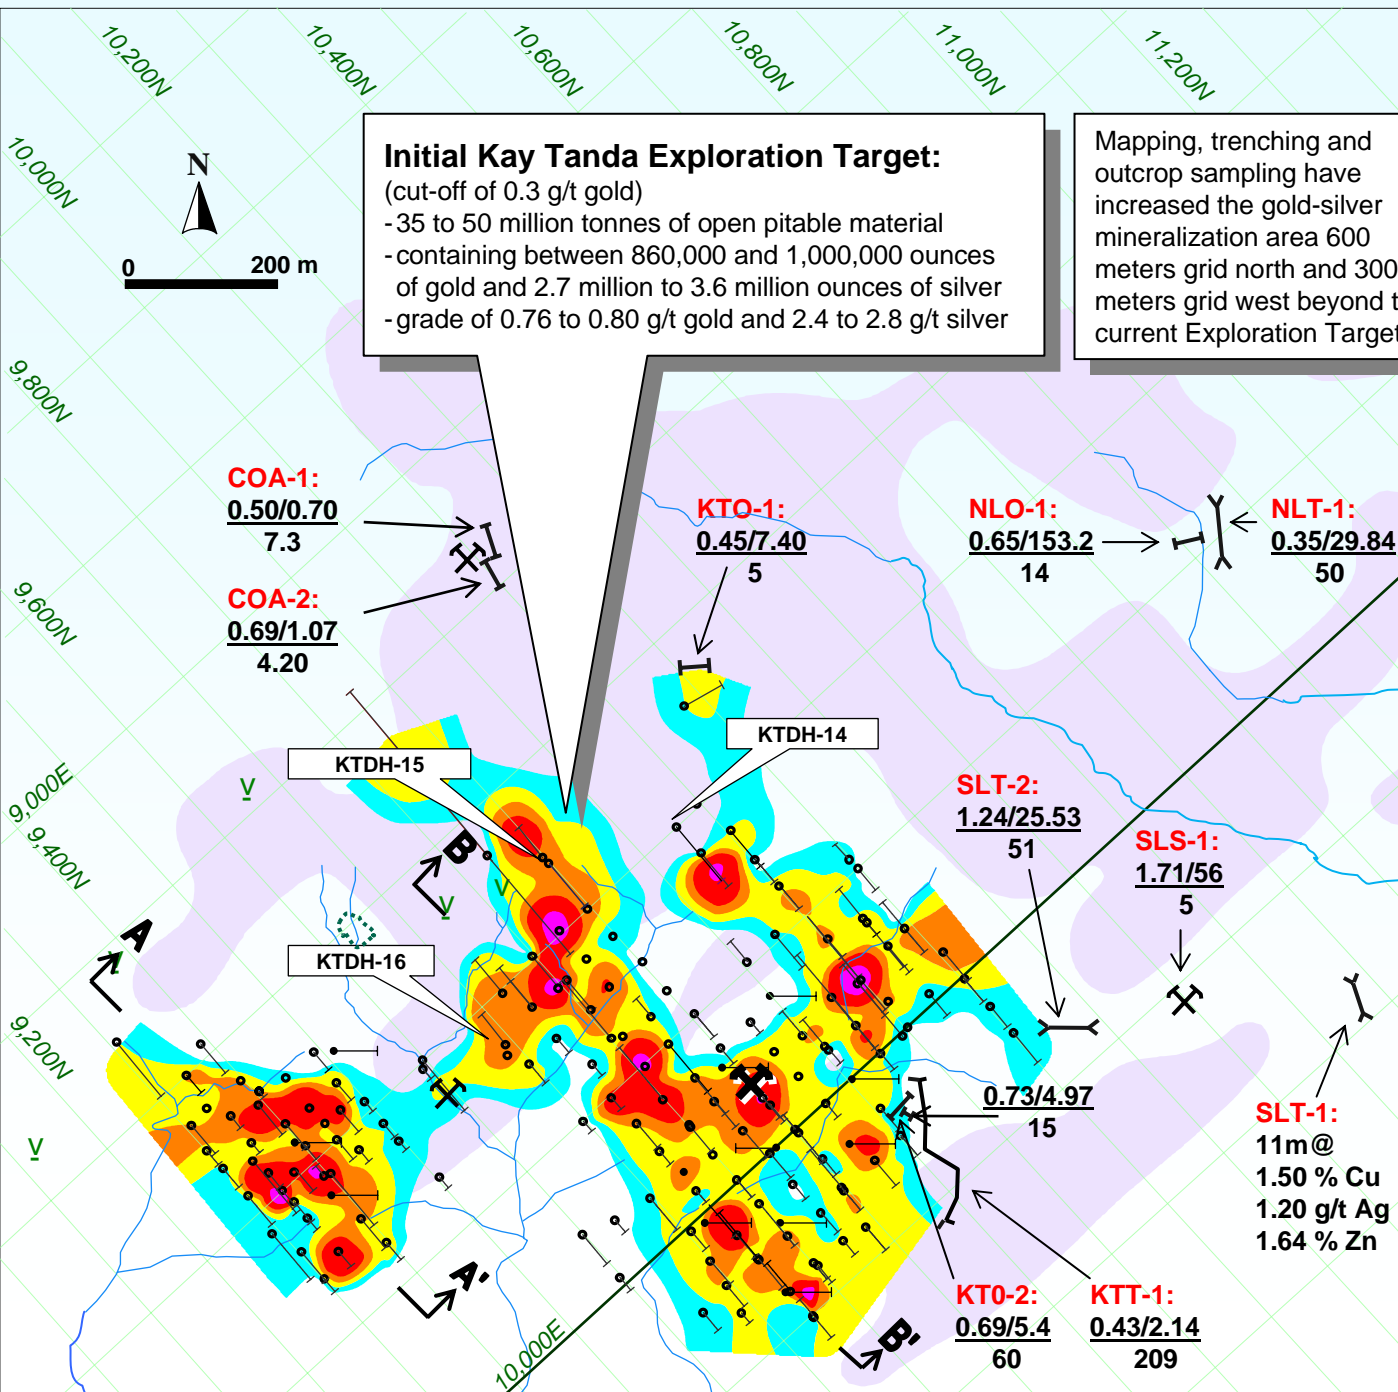 10,200N
10,400N
10,600N
10,800N
11,000N
11,200N
10,000N
N
0 200 m
Initial Kay Tanda Exploration Target:
(cut-off of 0.3 g/t gold)
-35 to 50 million tonnes of open pitable material
-containing between 860,000 and 1,000,000 ounces
of gold and 2.7 million to 3.6 million ounces of silver
-grade of 0.76 to 0.80 g/t gold and 2.4 to 2.8 g/t silver
Mapping, trenching and
outcrop sampling have
increased the gold-silver
mineralization area 600
meters grid north and 300
meters grid west beyond t
current Exploration Target
9,800N
COA-1:
0.50/0.70
7.3
COA-2:
0.69/1.07
4.20
KTO-1:
0.45/7.40
5
NLO-1:
0.65/153.2
14
NLT-1:
0.35/29.84
50
9,600N
KTDH-14
KTDH-15
KTDH-16
9,000E
9,400N
SLT-2:
1.24/25.53
51
SLS-1:
1.71/56
5
V
V
V
V
A
B
9,200N
0.73/4.97
15
SLT-1:
11m@
1.50 % Cu
1.20 g/t Ag
1.64 % Zn
A'
B'
10,000E
KT0-2:
0.69/5.4
60
KTT-1:
0.43/2.14
209